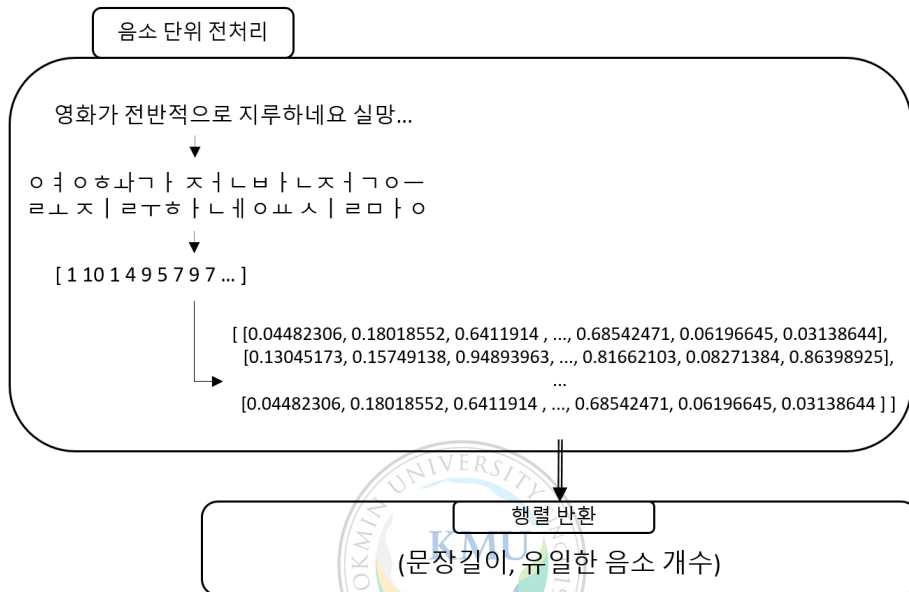 음소 단위 전처리
영화가 전반적으로 지루하네요 실망...
ㅇㅕㅇㅎㅘㄱㅏ ㅈㅓㄴㅂㅏㄴㅈㅓㄱㅇㅡ
ㄹㅗ ㅈㅣㄹㅜㅎㅏㄴㅔㅇㅛ ㅅㅣㄹㅁㅏㅇ
[ 1 10 1 4 9 5 7 9 7 ... ]
[ [0.04482306, 0.18018552, 0.6411914 , ..., 0.68542471, 0.06196645, 0.03138644],
[0.13045173, 0.15749138, 0.94893963, ..., 0.81662103, 0.08271384, 0.86398925],
...
[0.04482306, 0.18018552, 0.6411914 , ..., 0.68542471, 0.06196645, 0.03138644 ] ]
행렬 반환
KMU
(문장길이, 유일한 음소 개수)